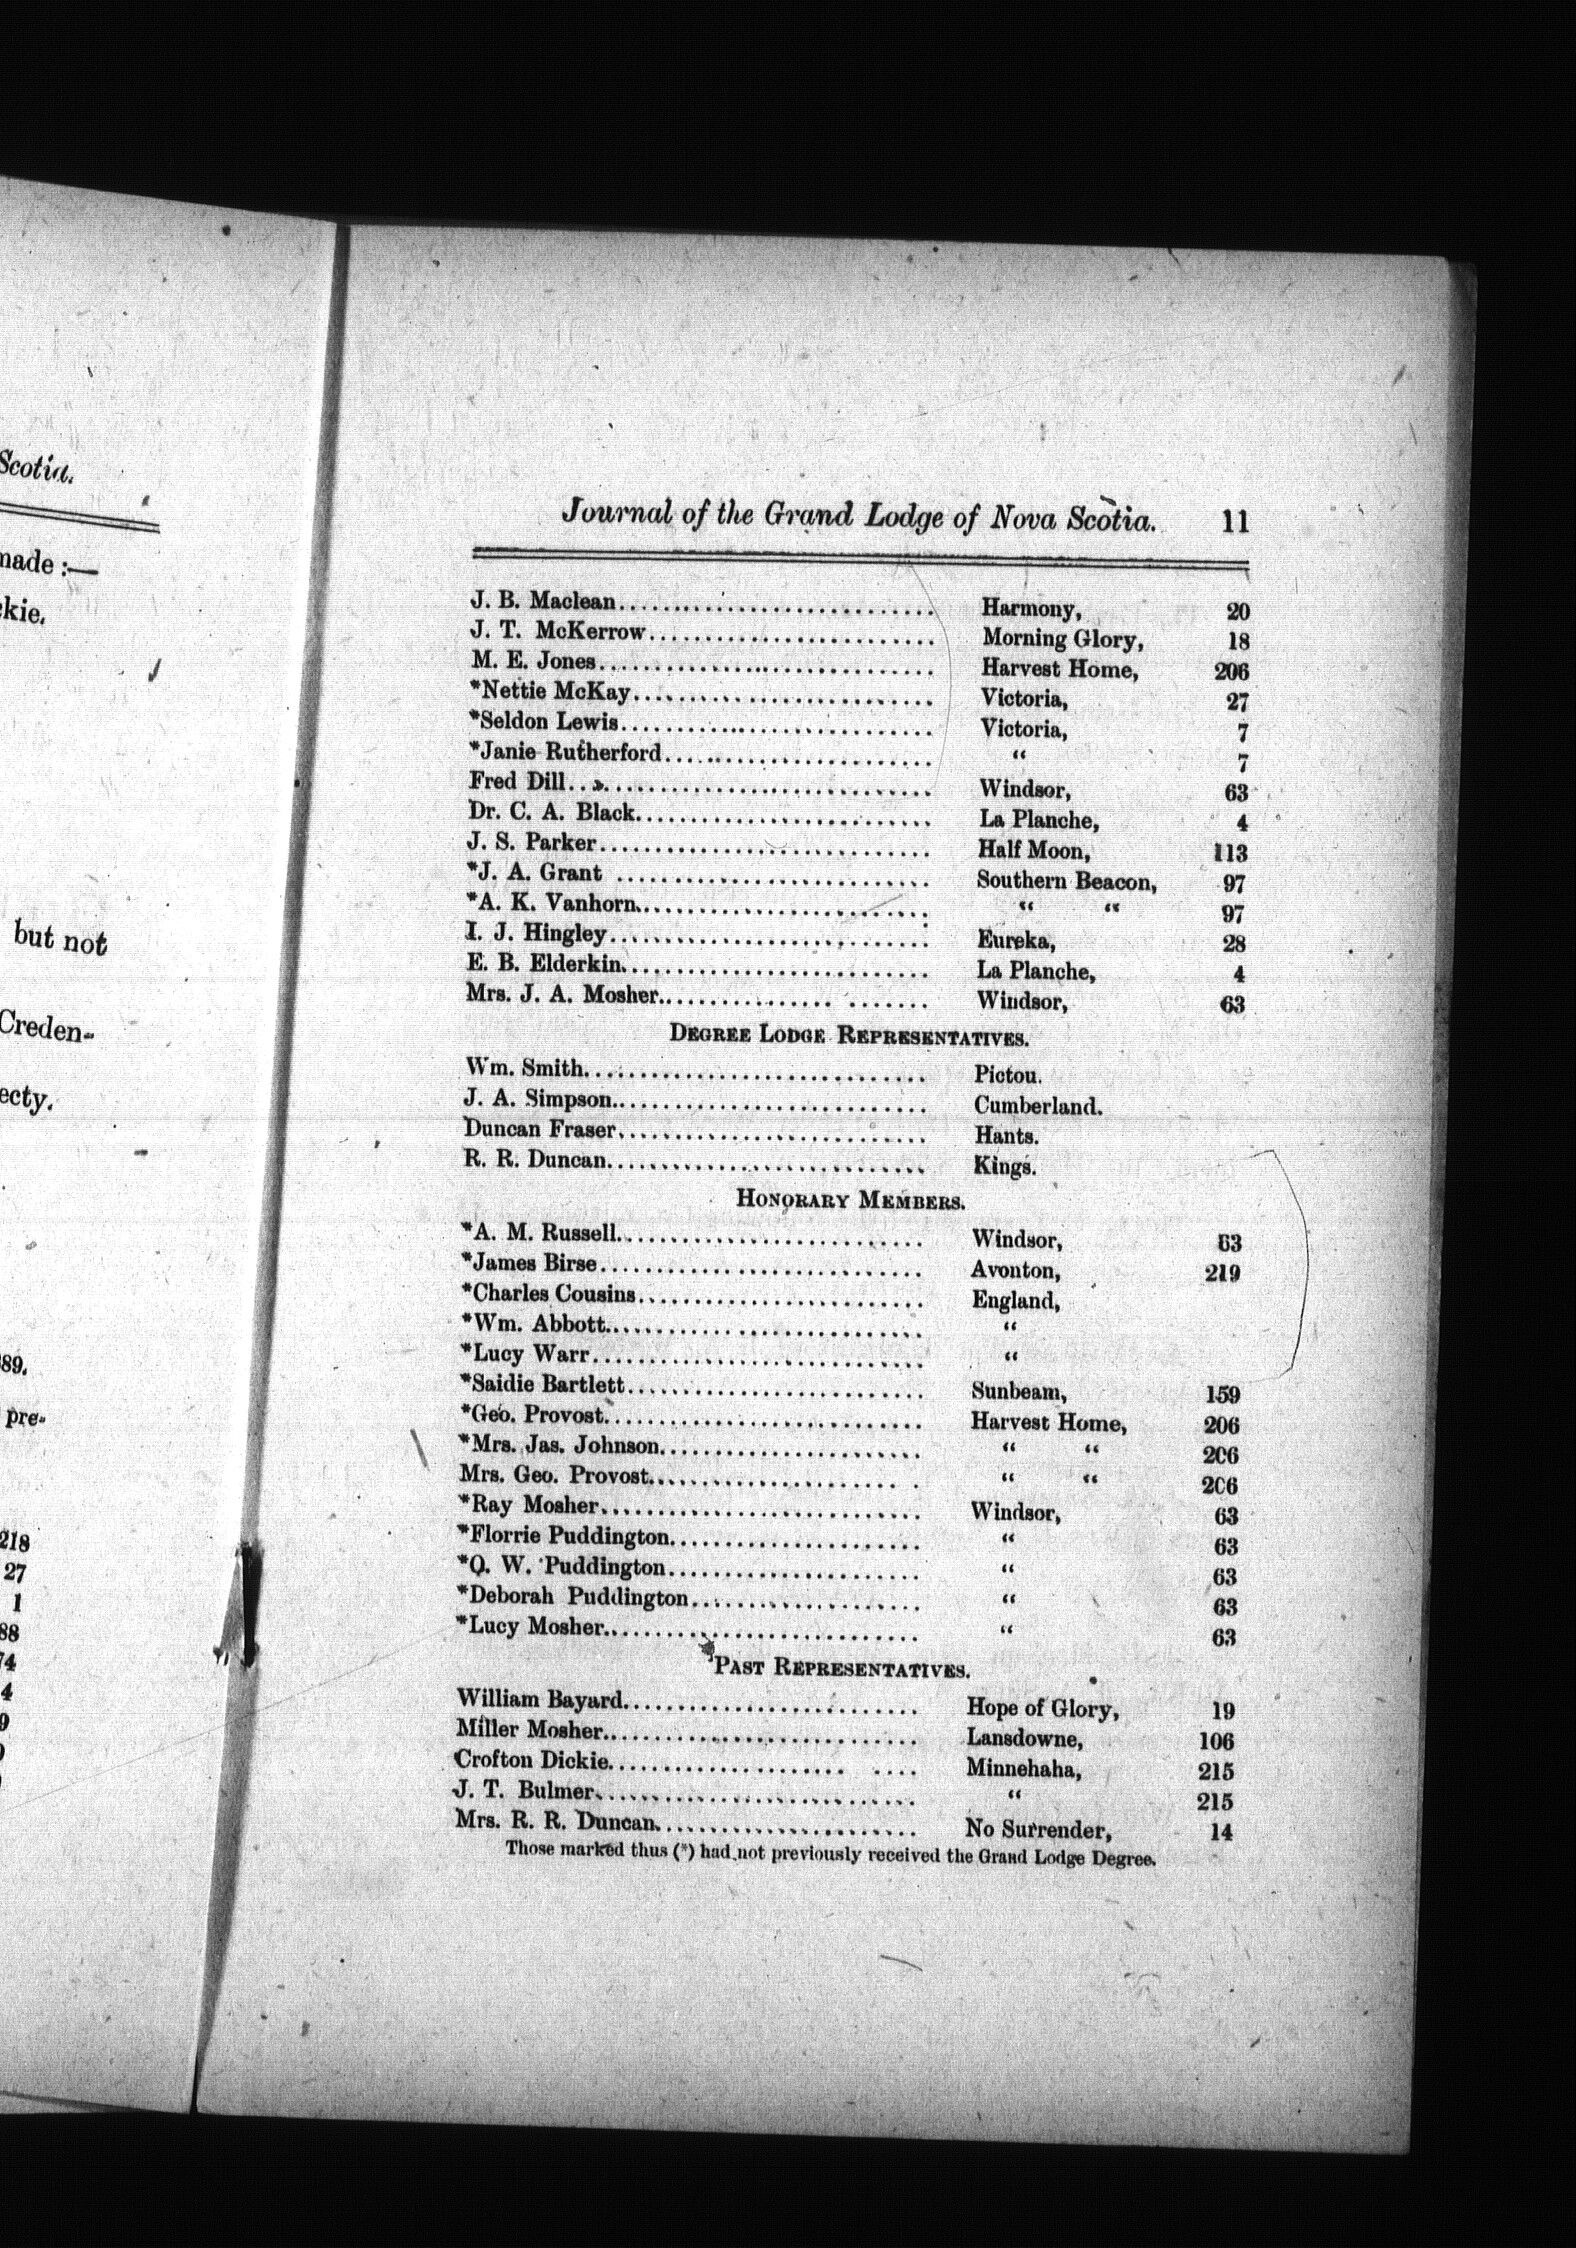 Scotia.
made :—
kie.
but not
Creden-
ecty.
89.
pre-
218
27
1
88
74
4
9
Journal of the Grand Lodge of Nova Scotia. 11
J. B. Maclean............................ Harmony, 20
J. T. McKerrow......................... Morning Glory, 18
M. E. Jones............................. Harvest Home, 206
*Nettie McKay.......................... Victoria, 27
*Seldon Lewis........................... Victoria, 7
*Janie Rutherford....................... “ 7
Fred Dill................................ Windsor, 63
Dr. C. A. Black......................... La Planche, 4
J. S. Parker............................. Half Moon, 113
*J. A. Grant ............................ Southern Beacon, 97
*A. K. Vanhorn......................... “ “ 97
I. J. Hingley............................ Eureka, 28
E. B. Elderkin........................... La Planche, 4
Mrs. J. A. Mosher............... ....... Windsor, 63
DEGREE LODGE REPRESENTATIVES.
Wm. Smith.............................. Pictou.
J. A. Simpson........................... Cumberland.
Duncan Fraser........................... Hants.
R. R. Duncan............................ Kings.
HONORARY MEMBERS.
*A. M. Russell........................... Windsor, 63
*James Birse............................. Avonton, 219
*Charles Cousins......................... England,
*Wm. Abbott............................ “
*Lucy Warr.............................. “
*Saidie Bartlett.......................... Sunbeam, 159
*Geo. Provost............................ Harvest Home, 206
*Mrs. Jas. Johnson....................... “ “ 206
Mrs. Geo. Provost...................... . “ “ 206
*Ray Mosher............................ Windsor, 63
*Florrie Puddington...................... “ 63
*O. W. Puddington...................... “ 63
*Deborah Puddington.................... “ 63
*Lucy Mosher........................... “ 63
PAST REPRESENTATIVES.
William Bayard.......................... Hope of Glory, 19
Miller Mosher........................... Lansdowne, 106
Crofton Dickie..................... .... Minnehaha, 215
J. T. Bulmer............................ “ 215
Mrs. R. R. Duncan....................... No Surrender, 14
Those marked thus (*) had not previously received the Grand Lodge Degree.